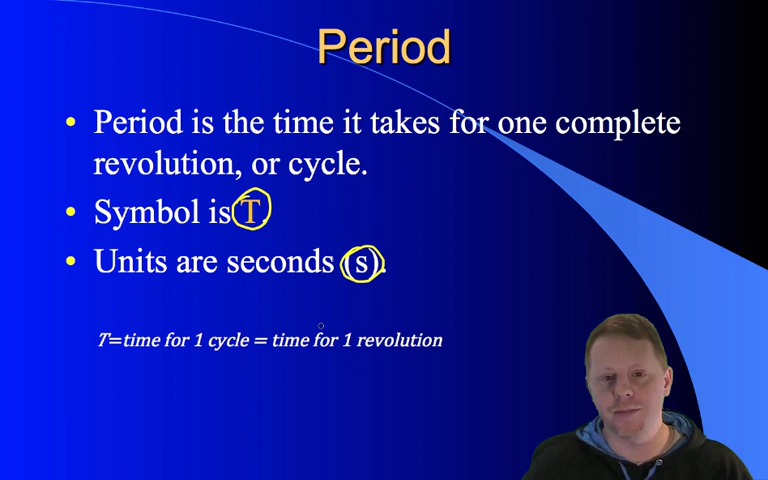 Period
• Period is the time it takes for one complete
revolution, or cycle.
• Symbol is T.
• Units are seconds (s).
T=time for 1 cycle = time for 1 revolution